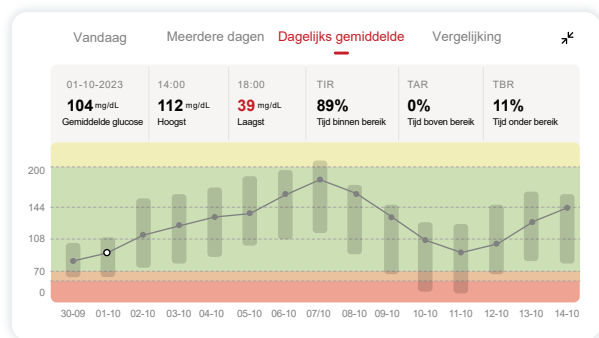 Vandaag Meerdere dagen Dagelijks gemiddelde Vergelijking
01-10-2023 14:00 18:00 TIR TAR TBR
104 mg/dL 112 mg/dL 39 mg/dL 89% 0% 11%
Gemiddelde glucose Hoogst Laagst Tijd binnen bereik Tijd boven bereik Tijd onder bereik
200
144
108
70
0
30-09 01-10 02-10 03-10 04-10 05-10 06-10 07/10 08-10 09-10 10-10 11-10 12-10 13-10 14-10